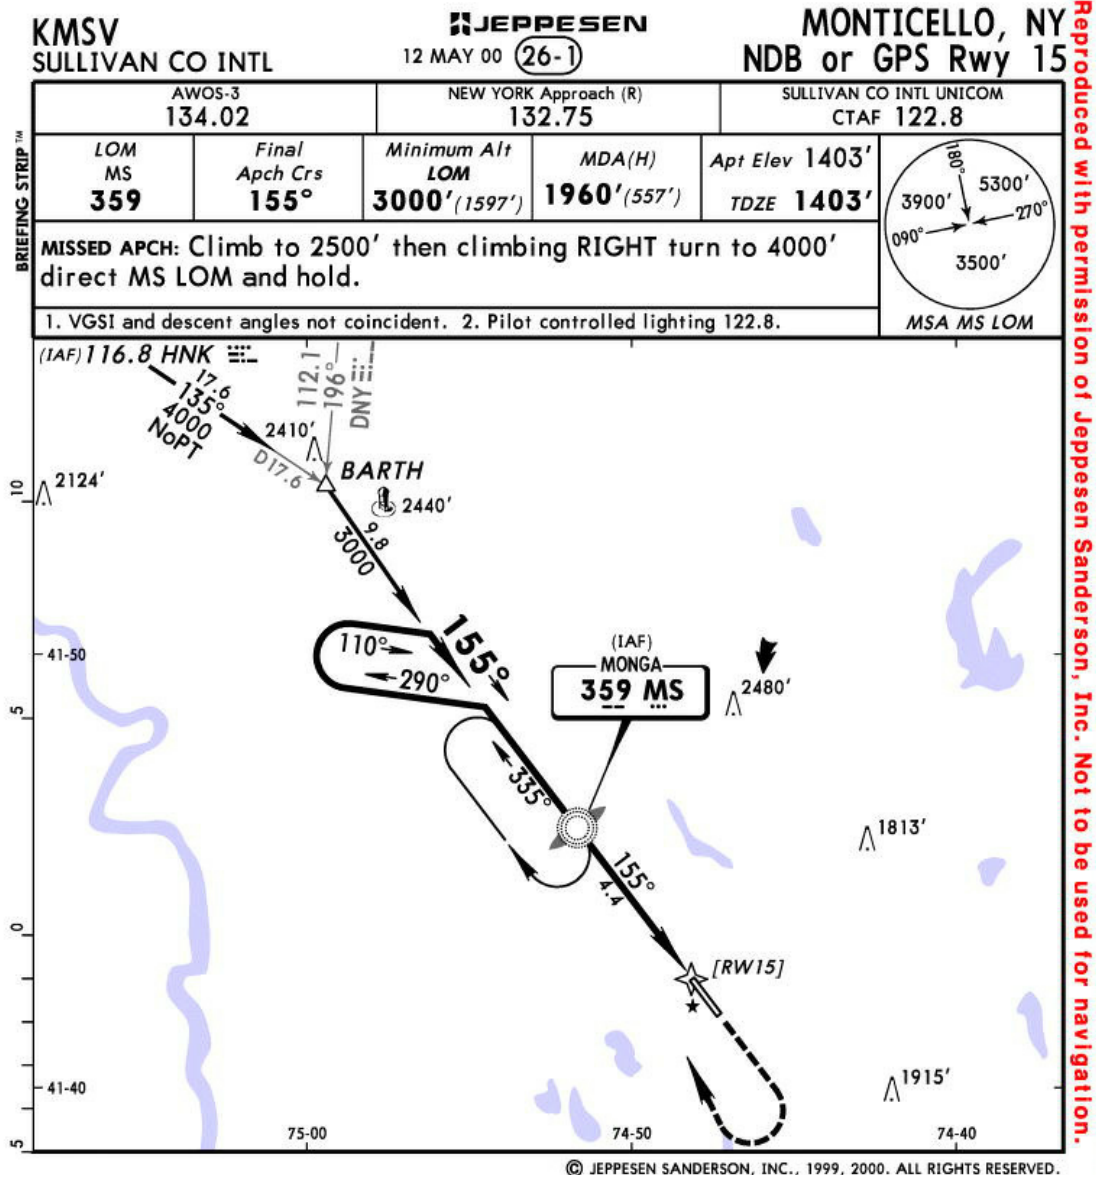 KMSV
SULLIVAN CO INTL
JEPPESEN
12 MAY 00 26-1
MONTICELLO, NY
NDB or GPS Rwy 15
AWOS-3
134.02
NEW YORK Approach (R)
132.75
SULLIVAN CO INTL UNICOM
CTAF 122.8
BRIEFING STRIP TM
LOM
MS
359
Final
Apch Crs
155°
Minimum Alt
LOM
3000' (1597')
MDA(H)
1960' (557')
Apt Elev 1403'
TDZE 1403'
MISSED APCH: Climb to 2500' then climbing RIGHT turn to 4000'
direct MS LOM and hold.
1. VGSI and descent angles not coincident. 2. Pilot controlled lighting 122.8.
180°
3900'
5300'
270°
090°
3500'
MSA MS LOM
(IAF) 116.8 HNK
17.6
135°
4000
NoPT
112.1
196°
DNY
2410'
D17.6
BARTH
2124'
10
2440'
9.8
3000
155°
110°
290°
41-50
(IAF)
MONGA
359 MS
2480'
5
335°
1813'
155°
4.4
0
[RW15]
41-40
1915'
5
75-00
74-50
74-40
© JEPPESEN SANDERSON, INC., 1999, 2000. ALL RIGHTS RESERVED.
Reproduced with permission of Jeppesen Sanderson, Inc. Not to be used for navigation.